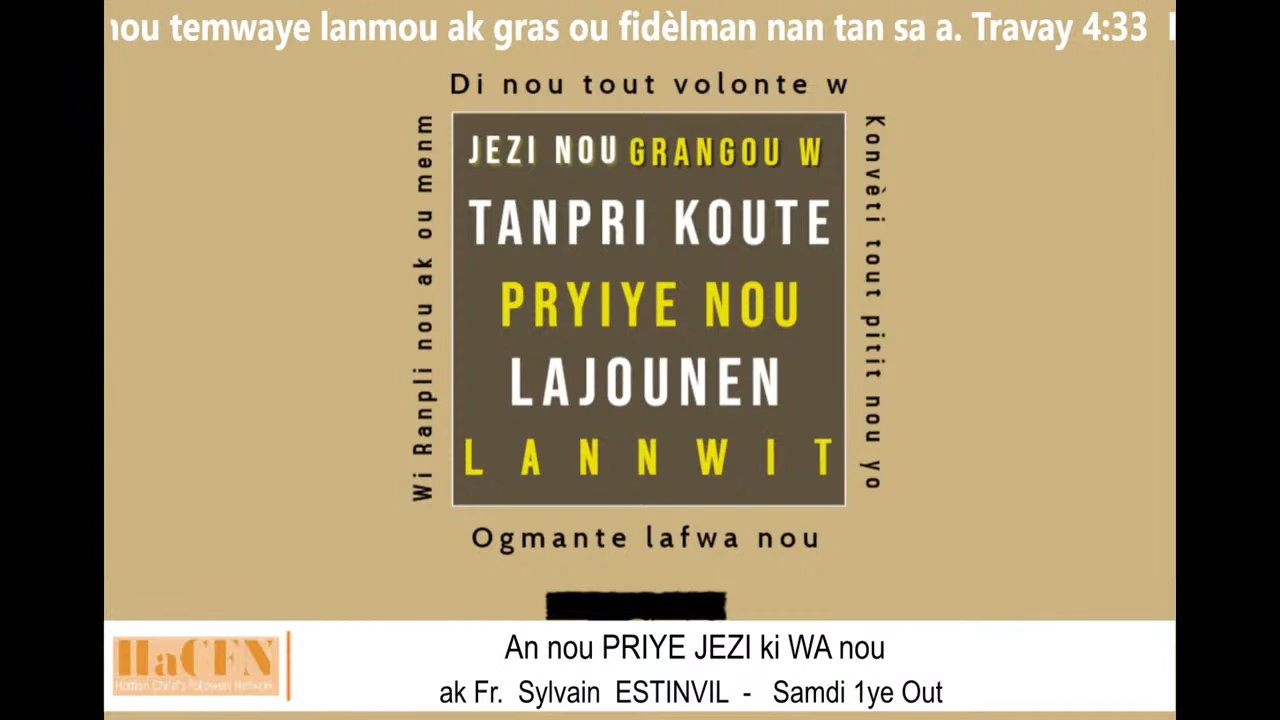 nou temwaye lanmou ak gras ou fidèlman nan tan sa a. Travay 4:33
Di nou tout volonte w
Wi Ranpli nou ak ou menm
JEZI NOU GRANGOU W
TANPRI KOUTE
PRYIYE NOU
LAJOUNEN
LANNWIT
Konvèti tout pitit nou yo
Ogmante lafwa nou
HaCFN
Haitian Christ's Followers Network
An nou PRIYE JEZI ki WA nou
ak Fr. Sylvain ESTINVIL - Samdi 1ye Out